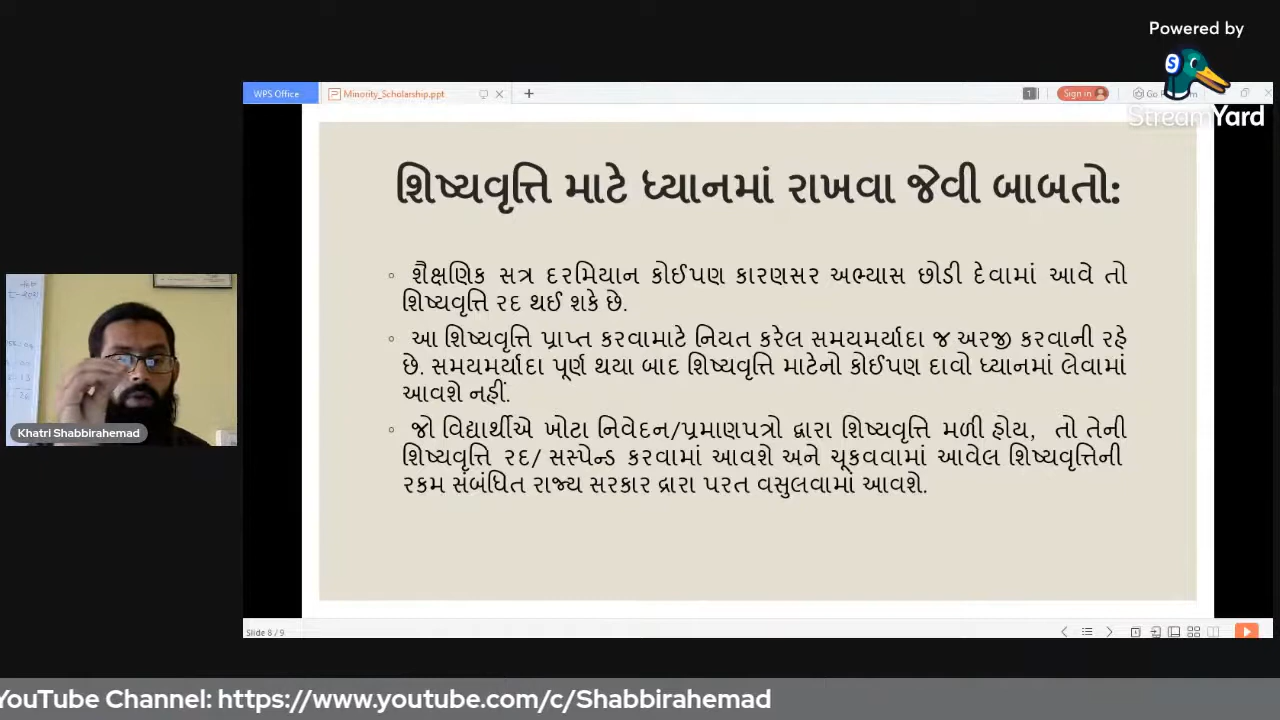 Powered by
StreamYard
WPS Office
Minority_Scholarship.ppt
1
Sign in
Go
શિષ્યવૃત્તિ માટે ધ્યાનમાં રાખવા જેવી બાબતો:
શૈક્ષણિક સત્ર દરમિયાન કોઈપણ કારણસર અભ્યાસ છોડી દેવામાં આવે તો
શિષ્યવૃત્તિ રદ થઈ શકે છે.
આ શિષ્યવૃત્તિ પ્રાપ્ત કરવામાટે નિયત કરેલ સમયમર્યાદા જ અરજી કરવાની રહે
છે. સમયમર્યાદા પૂર્ણ થયા બાદ શિષ્યવૃત્તિ માટેનો કોઈપણ દાવો ધ્યાનમાં લેવામાં
આવશે નહીં.
જો વિદ્યાર્થીએ ખોટા નિવેદન/પ્રમાણપત્રો દ્વારા શિષ્યવૃત્તિ મળી હોય, તો તેની
શિષ્યવૃત્તિ રદ/ સસ્પેન્ડ કરવામાં આવશે અને ચૂકવવામાં આવેલ શિષ્યવૃત્તિની
રકમ સંબંધિત રાજ્ય સરકાર દ્રારા પરત વસુલવામાં આવશે.
Khatri Shabbirahemad
Slide 8 / 9
YouTube Channel: https://www.youtube.com/c/Shabbirahemad